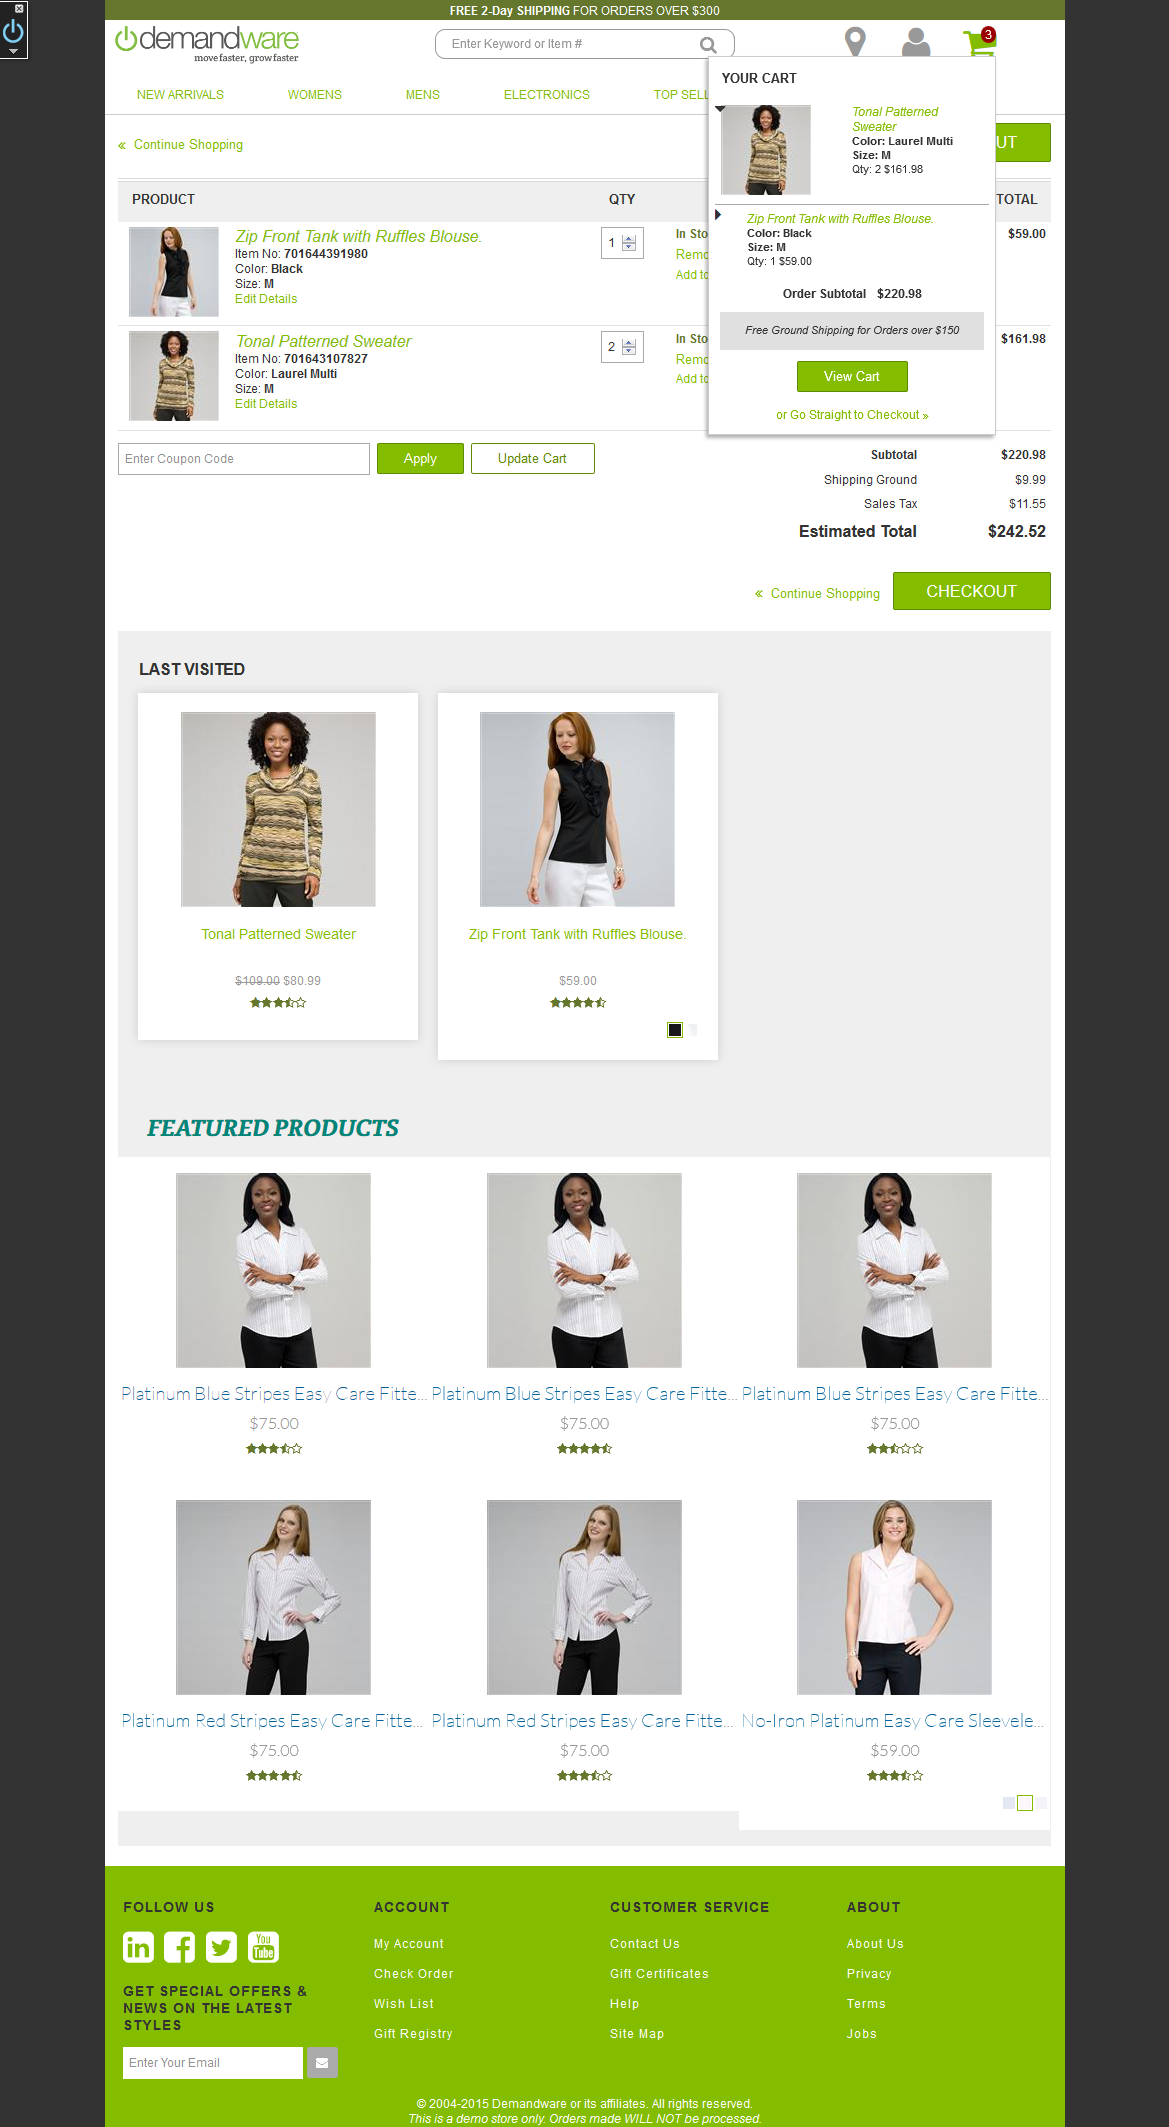 FREE 2-Day SHIPPING FOR ORDERS OVER $300
demandware
move faster, grow faster
Enter Keyword or Item #
3
NEW ARRIVALS
WOMENS
MENS
ELECTRONICS
TOP SELL
YOUR CART
Tonal Patterned
Sweater
Color: Laurel Multi
Size: M
Qty: 2 $161.98
Zip Front Tank with Ruffles Blouse.
Color: Black
Size: M
Qty: 1 $59.00
Order Subtotal $220.98
Free Ground Shipping for Orders over $150
View Cart
or Go Straight to Checkout »
« Continue Shopping
UT
PRODUCT
QTY
TOTAL
Zip Front Tank with Ruffles Blouse.
Item No: 701644391980
Color: Black
Size: M
Edit Details
1
In Sto
Remo
Add to
$59.00
Tonal Patterned Sweater
Item No: 701643107827
Color: Laurel Multi
Size: M
Edit Details
2
In Sto
Remo
Add to
$161.98
Enter Coupon Code
Apply
Update Cart
Subtotal $220.98
Shipping Ground $9.99
Sales Tax $11.55
Estimated Total $242.52
« Continue Shopping
CHECKOUT
LAST VISITED
Tonal Patterned Sweater
$109.00 $80.99
Zip Front Tank with Ruffles Blouse.
$59.00
FEATURED PRODUCTS
Platinum Blue Stripes Easy Care Fitte...
$75.00
Platinum Blue Stripes Easy Care Fitte...
$75.00
Platinum Blue Stripes Easy Care Fitte...
$75.00
Platinum Red Stripes Easy Care Fitte...
$75.00
Platinum Red Stripes Easy Care Fitte...
$75.00
No-Iron Platinum Easy Care Sleevele...
$59.00
FOLLOW US
in
You
Tube
GET SPECIAL OFFERS &
NEWS ON THE LATEST
STYLES
Enter Your Email
ACCOUNT
My Account
Check Order
Wish List
Gift Registry
CUSTOMER SERVICE
Contact Us
Gift Certificates
Help
Site Map
ABOUT
About Us
Privacy
Terms
Jobs
© 2004-2015 Demandware or its affiliates. All rights reserved.
This is a demo store only. Orders made WILL NOT be processed.